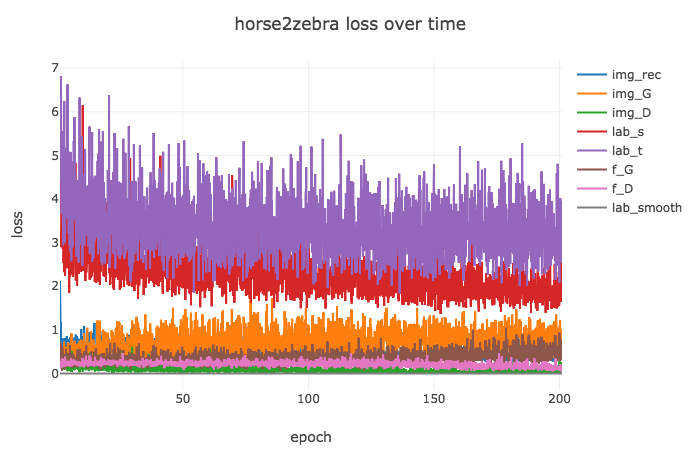 horse2zebra loss over time
7
6
5
4
3
2
1
0
loss
50
100
150
200
epoch
img_rec
img_G
img_D
lab_s
lab_t
f_G
f_D
lab_smooth